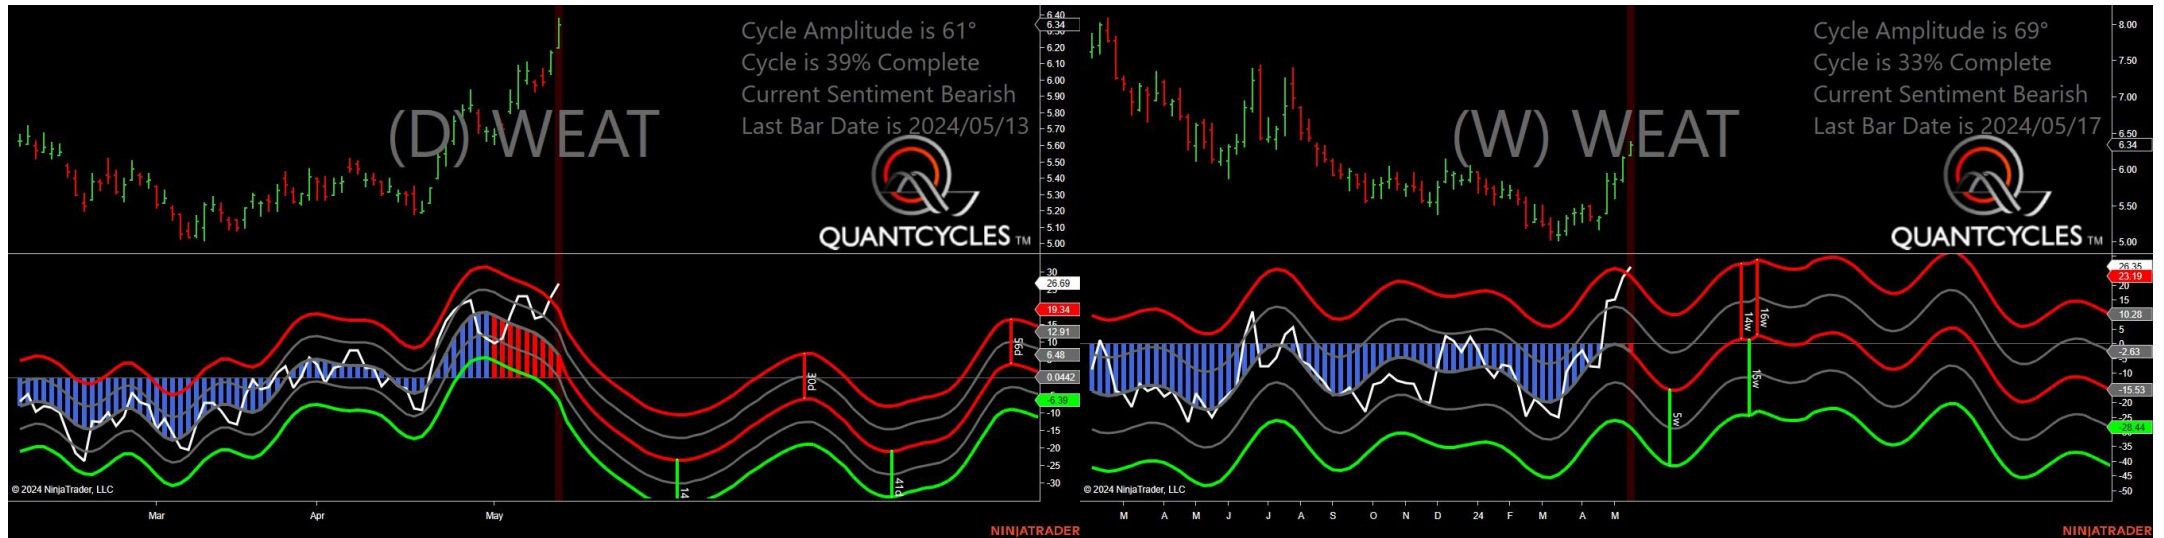 Cycle Amplitude is 61°
Cycle is 39% Complete
Current Sentiment Bearish
Last Bar Date is 2024/05/13
(D) WEAT
QUANTCYCLES TM
6.40
6.34
6.30
6.20
6.10
6.00
5.90
5.80
5.70
5.60
5.50
5.40
5.30
5.20
5.10
5.00
30
26.69
19.34
15
12.91
10
6.48
0.0442
-6.39
-10
-15
-20
-25
-30
14
30d
41d
56d
© 2024 NinjaTrader, LLC
Mar Apr May
NINJATRADER
Cycle Amplitude is 69°
Cycle is 33% Complete
Current Sentiment Bearish
Last Bar Date is 2024/05/17
(W) WEAT
QUANTCYCLES TM
8.00
7.50
7.00
6.50
6.34
6.00
5.50
5.00
26.35
23.19
20
15
10.28
5
0
-2.63
-10
-15.53
-20
-25
-28.44
-35
-40
-45
-50
5w
14w
15w
16w
© 2024 NinjaTrader, LLC
M A M J J A S O N D 24 F M A M
NINJATRADER